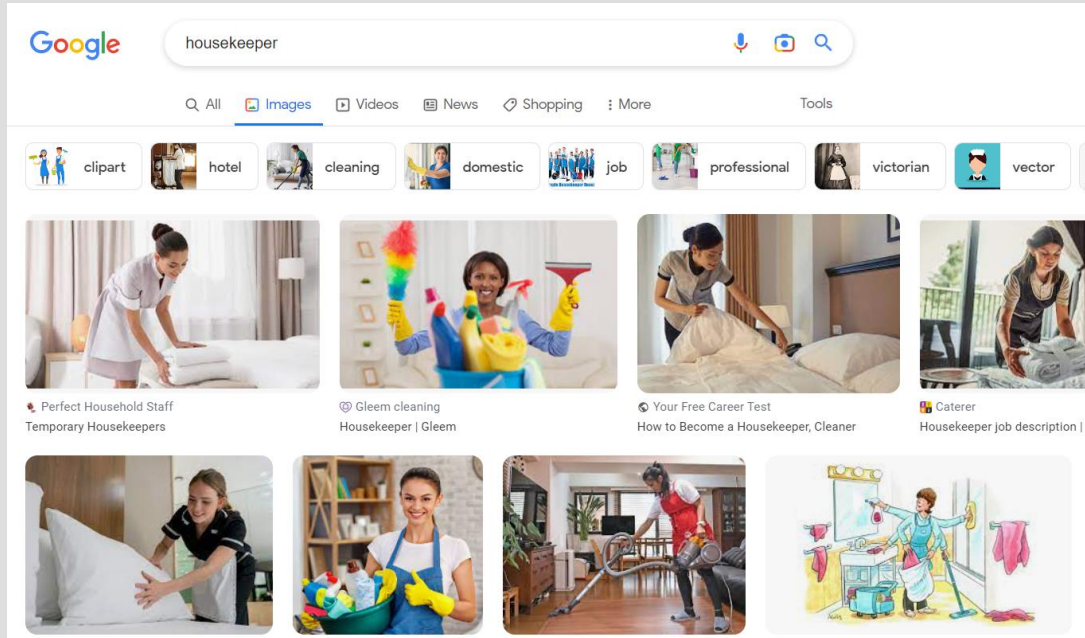 Google
housekeeper
All Images Videos News Shopping More Tools
clipart hotel cleaning domestic job professional victorian vector
Perfect Household Staff
Temporary Housekeepers
Gleem cleaning
Housekeeper | Gleem
Your Free Career Test
How to Become a Housekeeper, Cleaner
Caterer
Housekeeper job description |